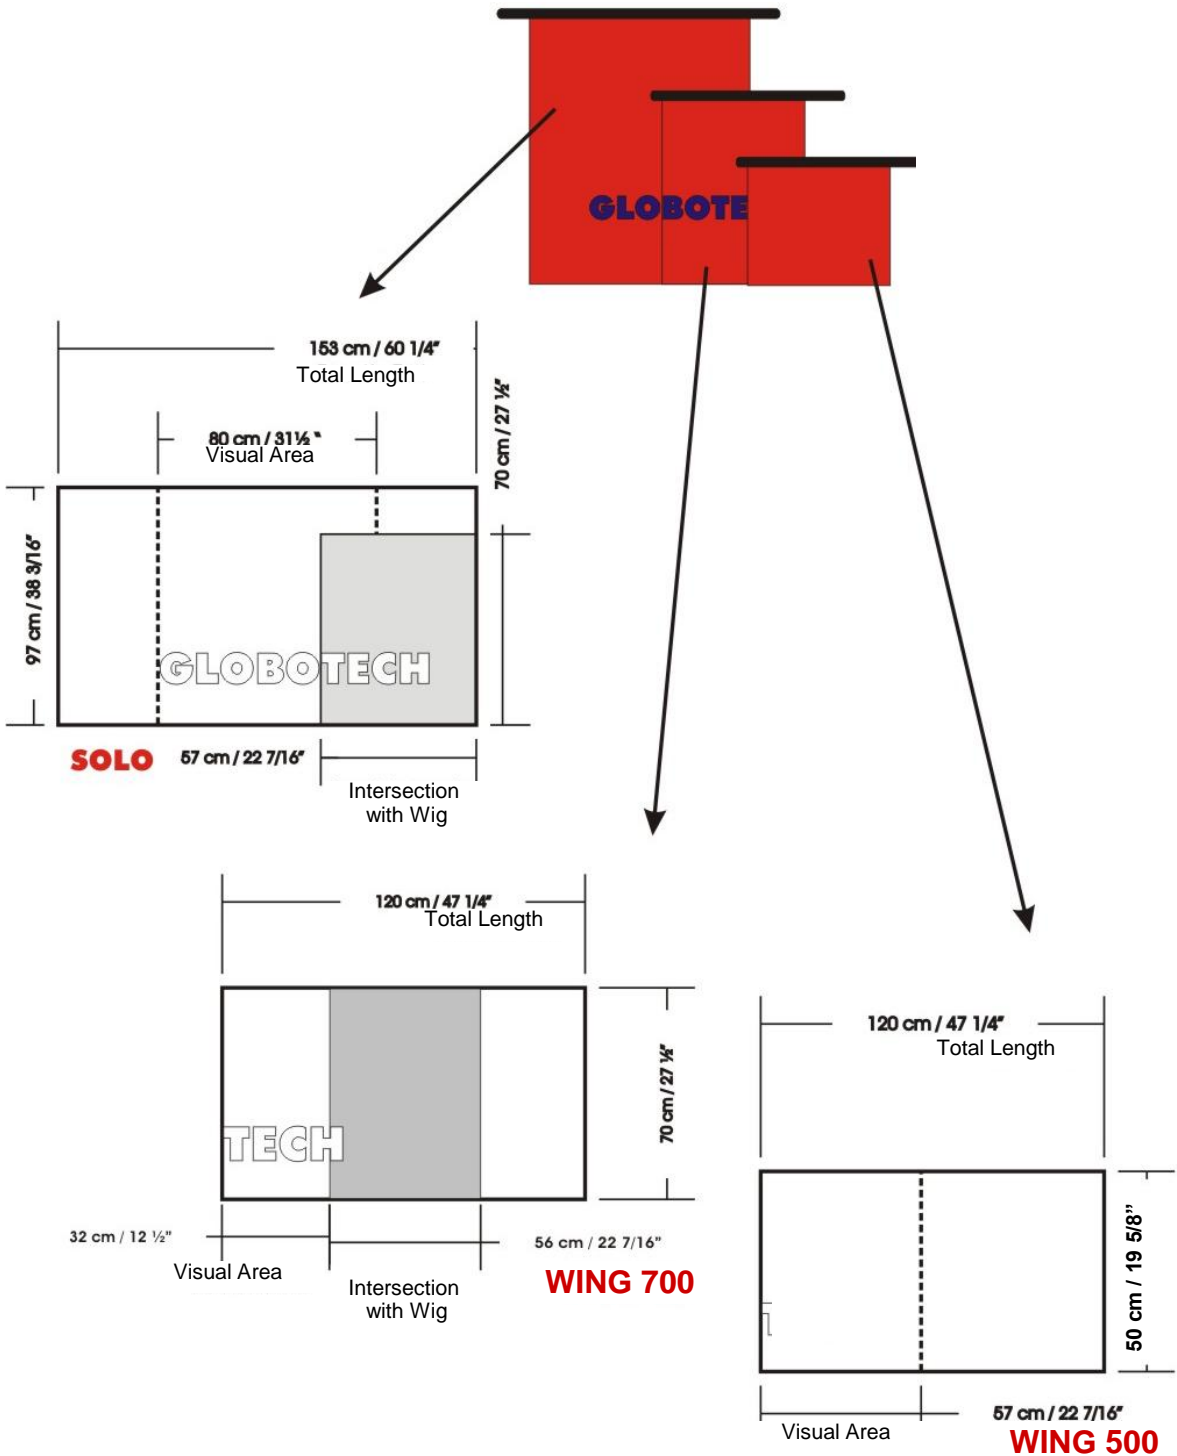 GLOBOTE
153 cm / 60 1/4"
Total Length
80 cm / 31½ "
Visual Area
70 cm / 27 ½"
97 cm / 38 3/16"
GLOBOTECH
SOLO
57 cm / 22 7/16"
Intersection
with Wig
120 cm / 47 1/4"
Total Length
70 cm / 27 ½"
TECH
32 cm / 12 ½"
Visual Area
Intersection
with Wig
56 cm / 22 7/16"
WING 700
120 cm / 47 1/4"
Total Length
50 cm / 19 5/8”
Visual Area
57 cm / 22 7/16"
WING 500